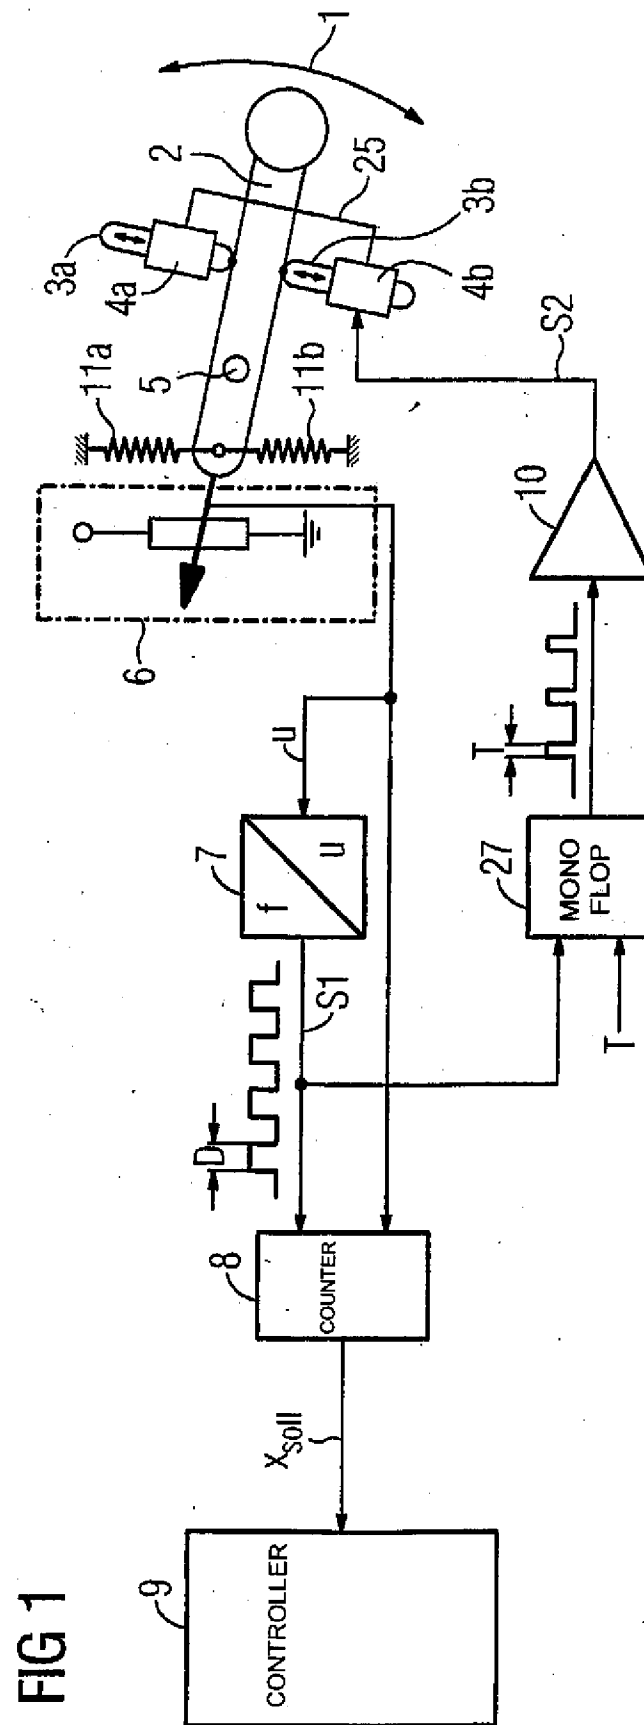 FIG 1
9
CONTROLLER
X soll
8
COUNTER
D
S1
7
f
u
u
6
T
27
MONO
FLOP
T
10
S2
11a
11b
5
3a
4a
2
25
3b
4b
1